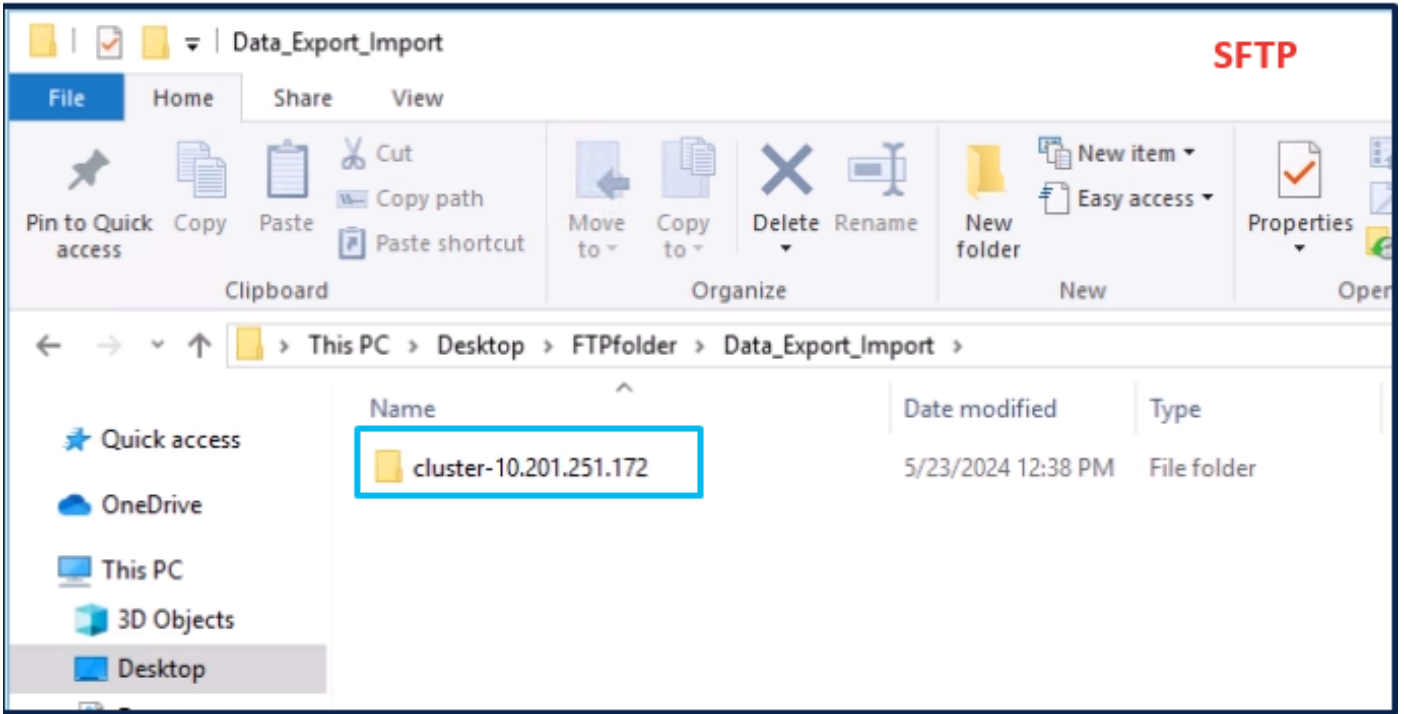 Data_Export_Import
SFTP
File Home Share View
Pin to Quick access
Copy
Paste
Cut
Copy path
Paste shortcut
Clipboard
Move to
Copy to
Delete
Rename
Organize
New folder
New item
Easy access
New
Properties
Open
This PC > Desktop > FTPfolder > Data_Export_Import >
Name Date modified Type
cluster-10.201.251.172 5/23/2024 12:38 PM File folder
Quick access
OneDrive
This PC
3D Objects
Desktop